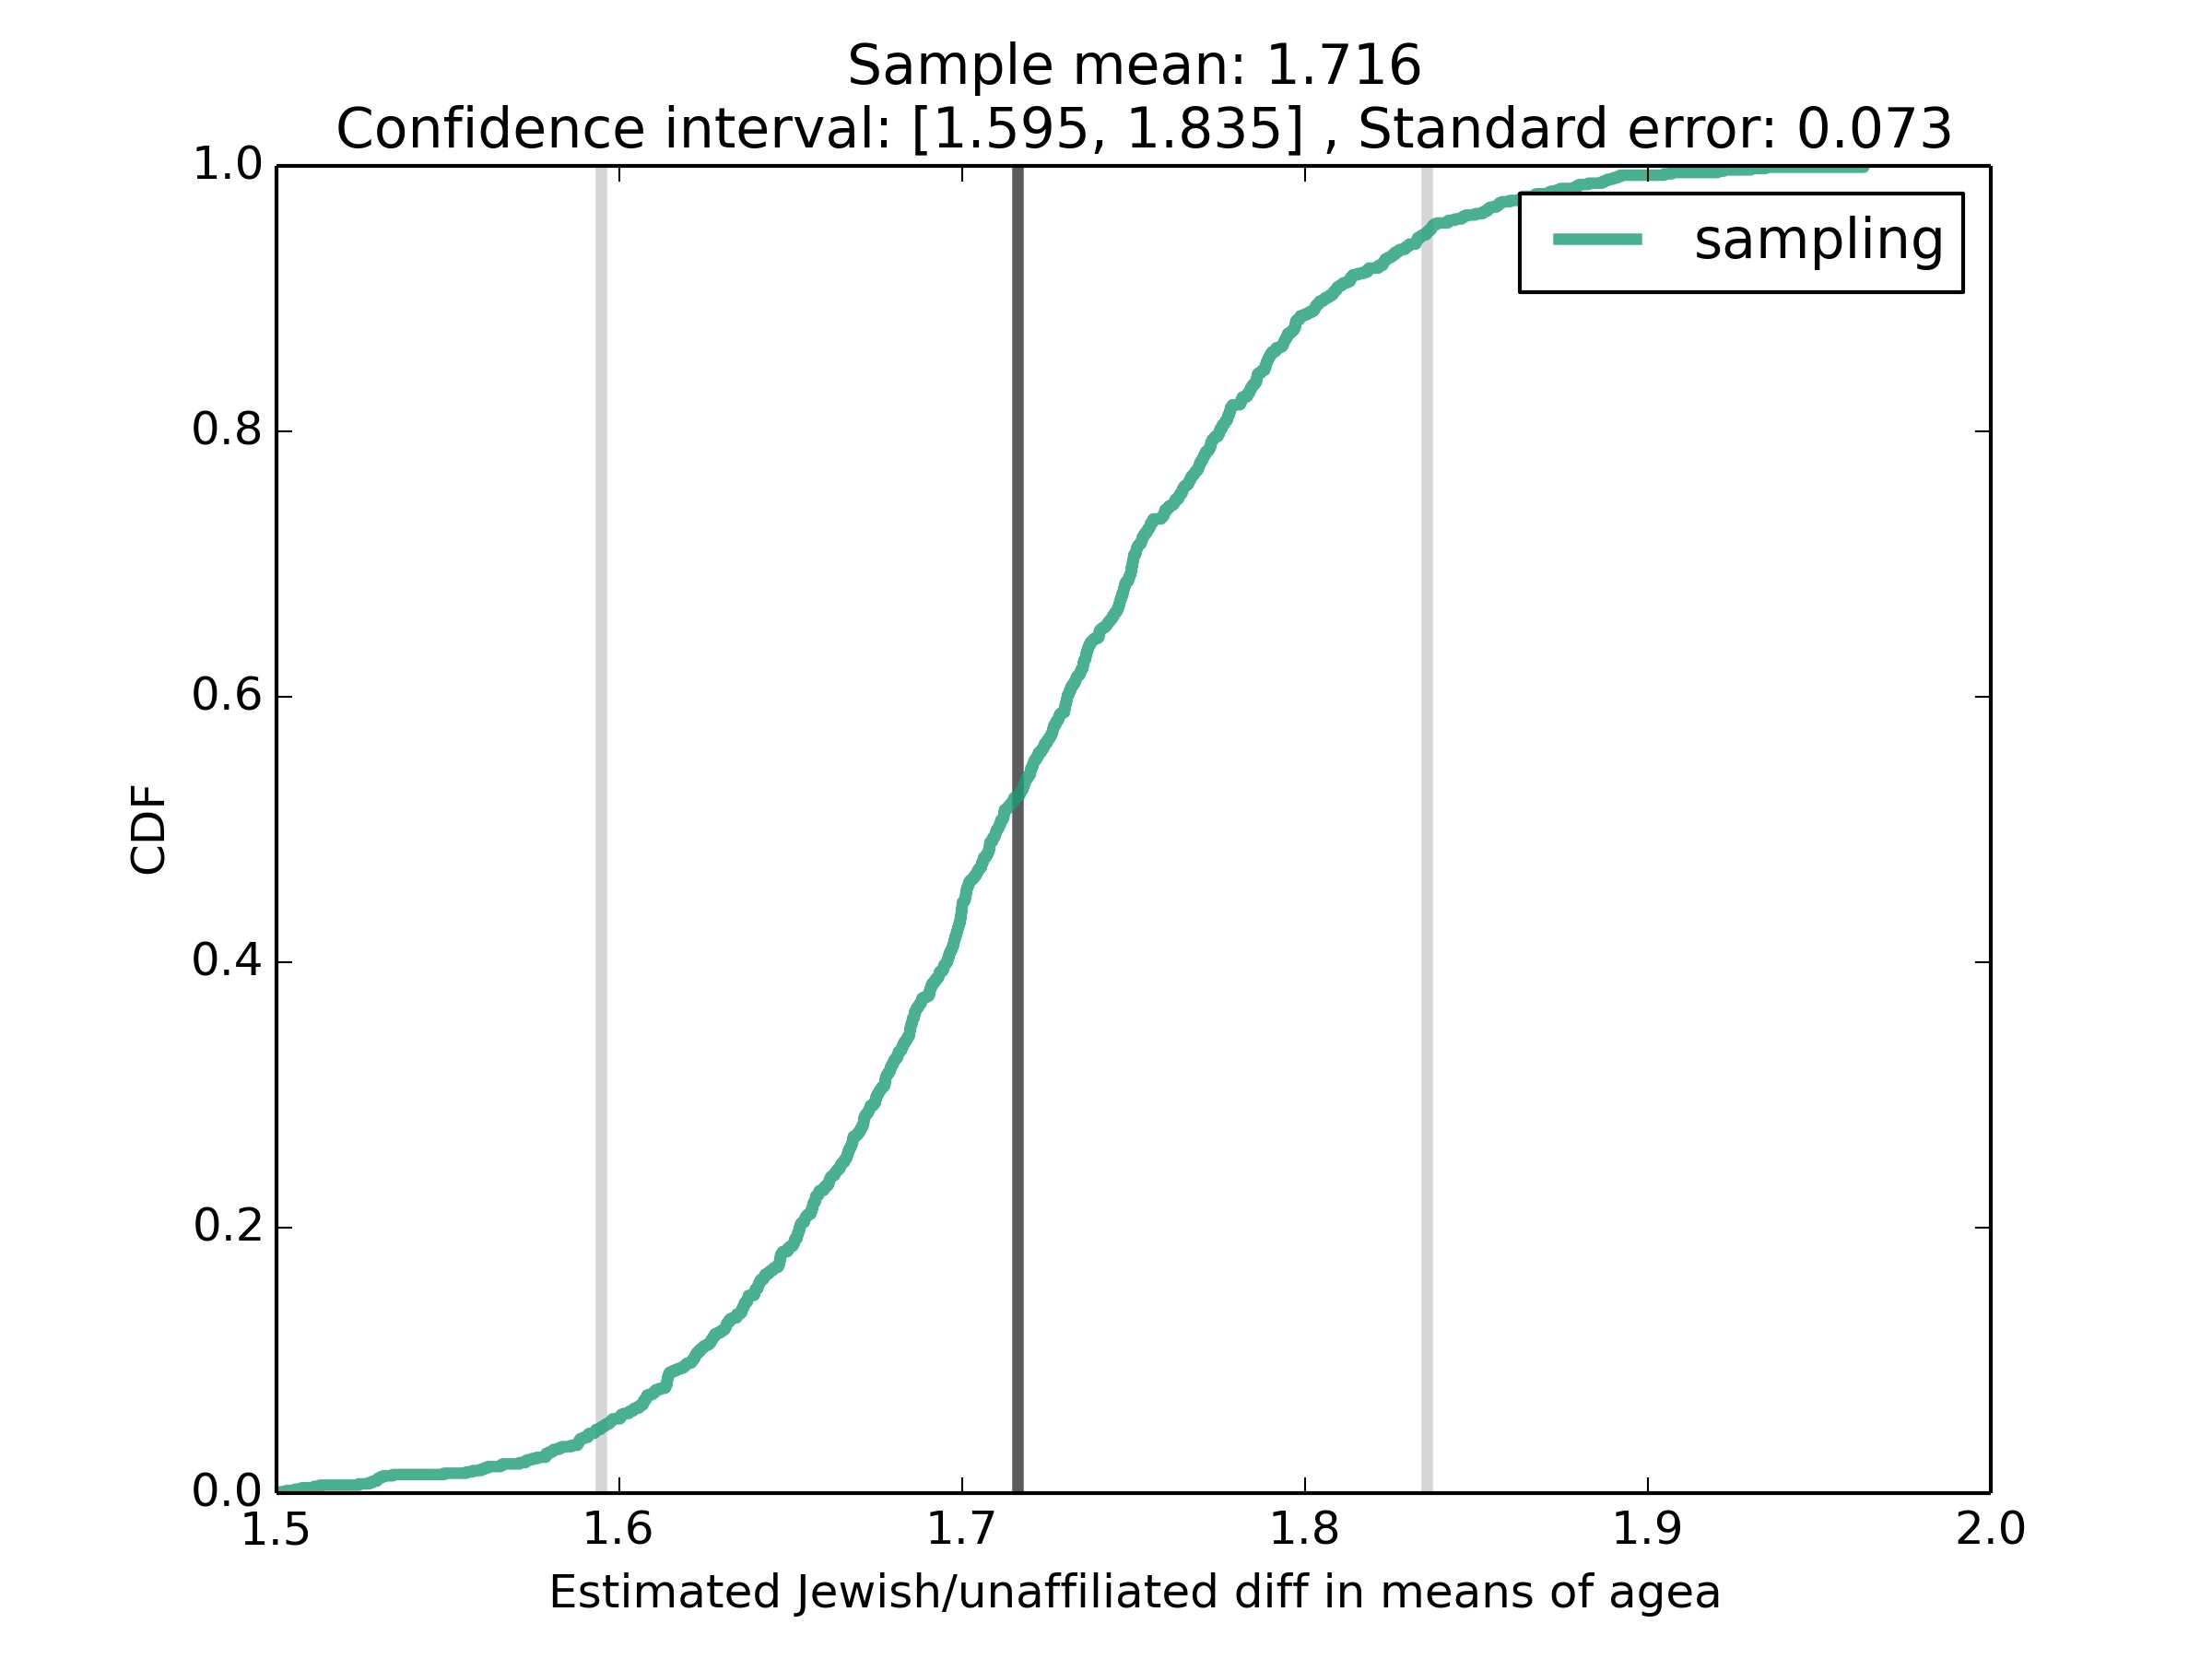 Sample mean: 1.716
Confidence interval: [1.595, 1.835] , Standard error: 0.073
1.0
sampling
0.8
0.6
CDF
0.4
0.2
0.0
1.5 1.6 1.7 1.8 1.9 2.0
Estimated Jewish/unaffiliated diff in means of agea